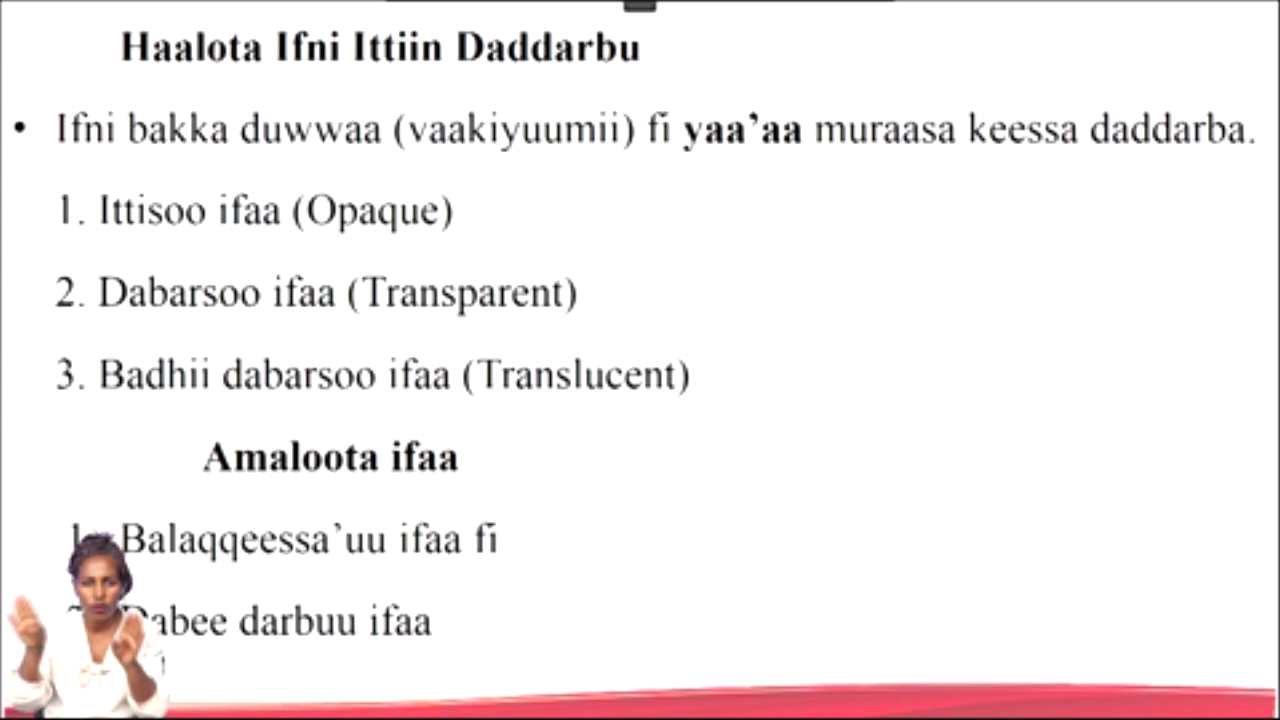 Haalota Ifni Ittiin Daddarbu
• Ifni bakka duwwaa (vaakiyuumii) fi yaa’aa muraasa keessa daddarba.
1. Ittisoo ifaa (Opaque)
2. Dabarsoo ifaa (Transparent)
3. Badhii dabarsoo ifaa (Translucent)
Amaloota ifaa
1. Balaqqeessa’uu ifaa fi
darbuu ifaa